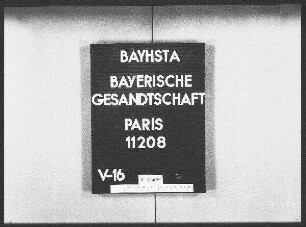 BAYHSTA
BAYERISCHE
GESANDTSCHAFT
PARIS
11208
V-16